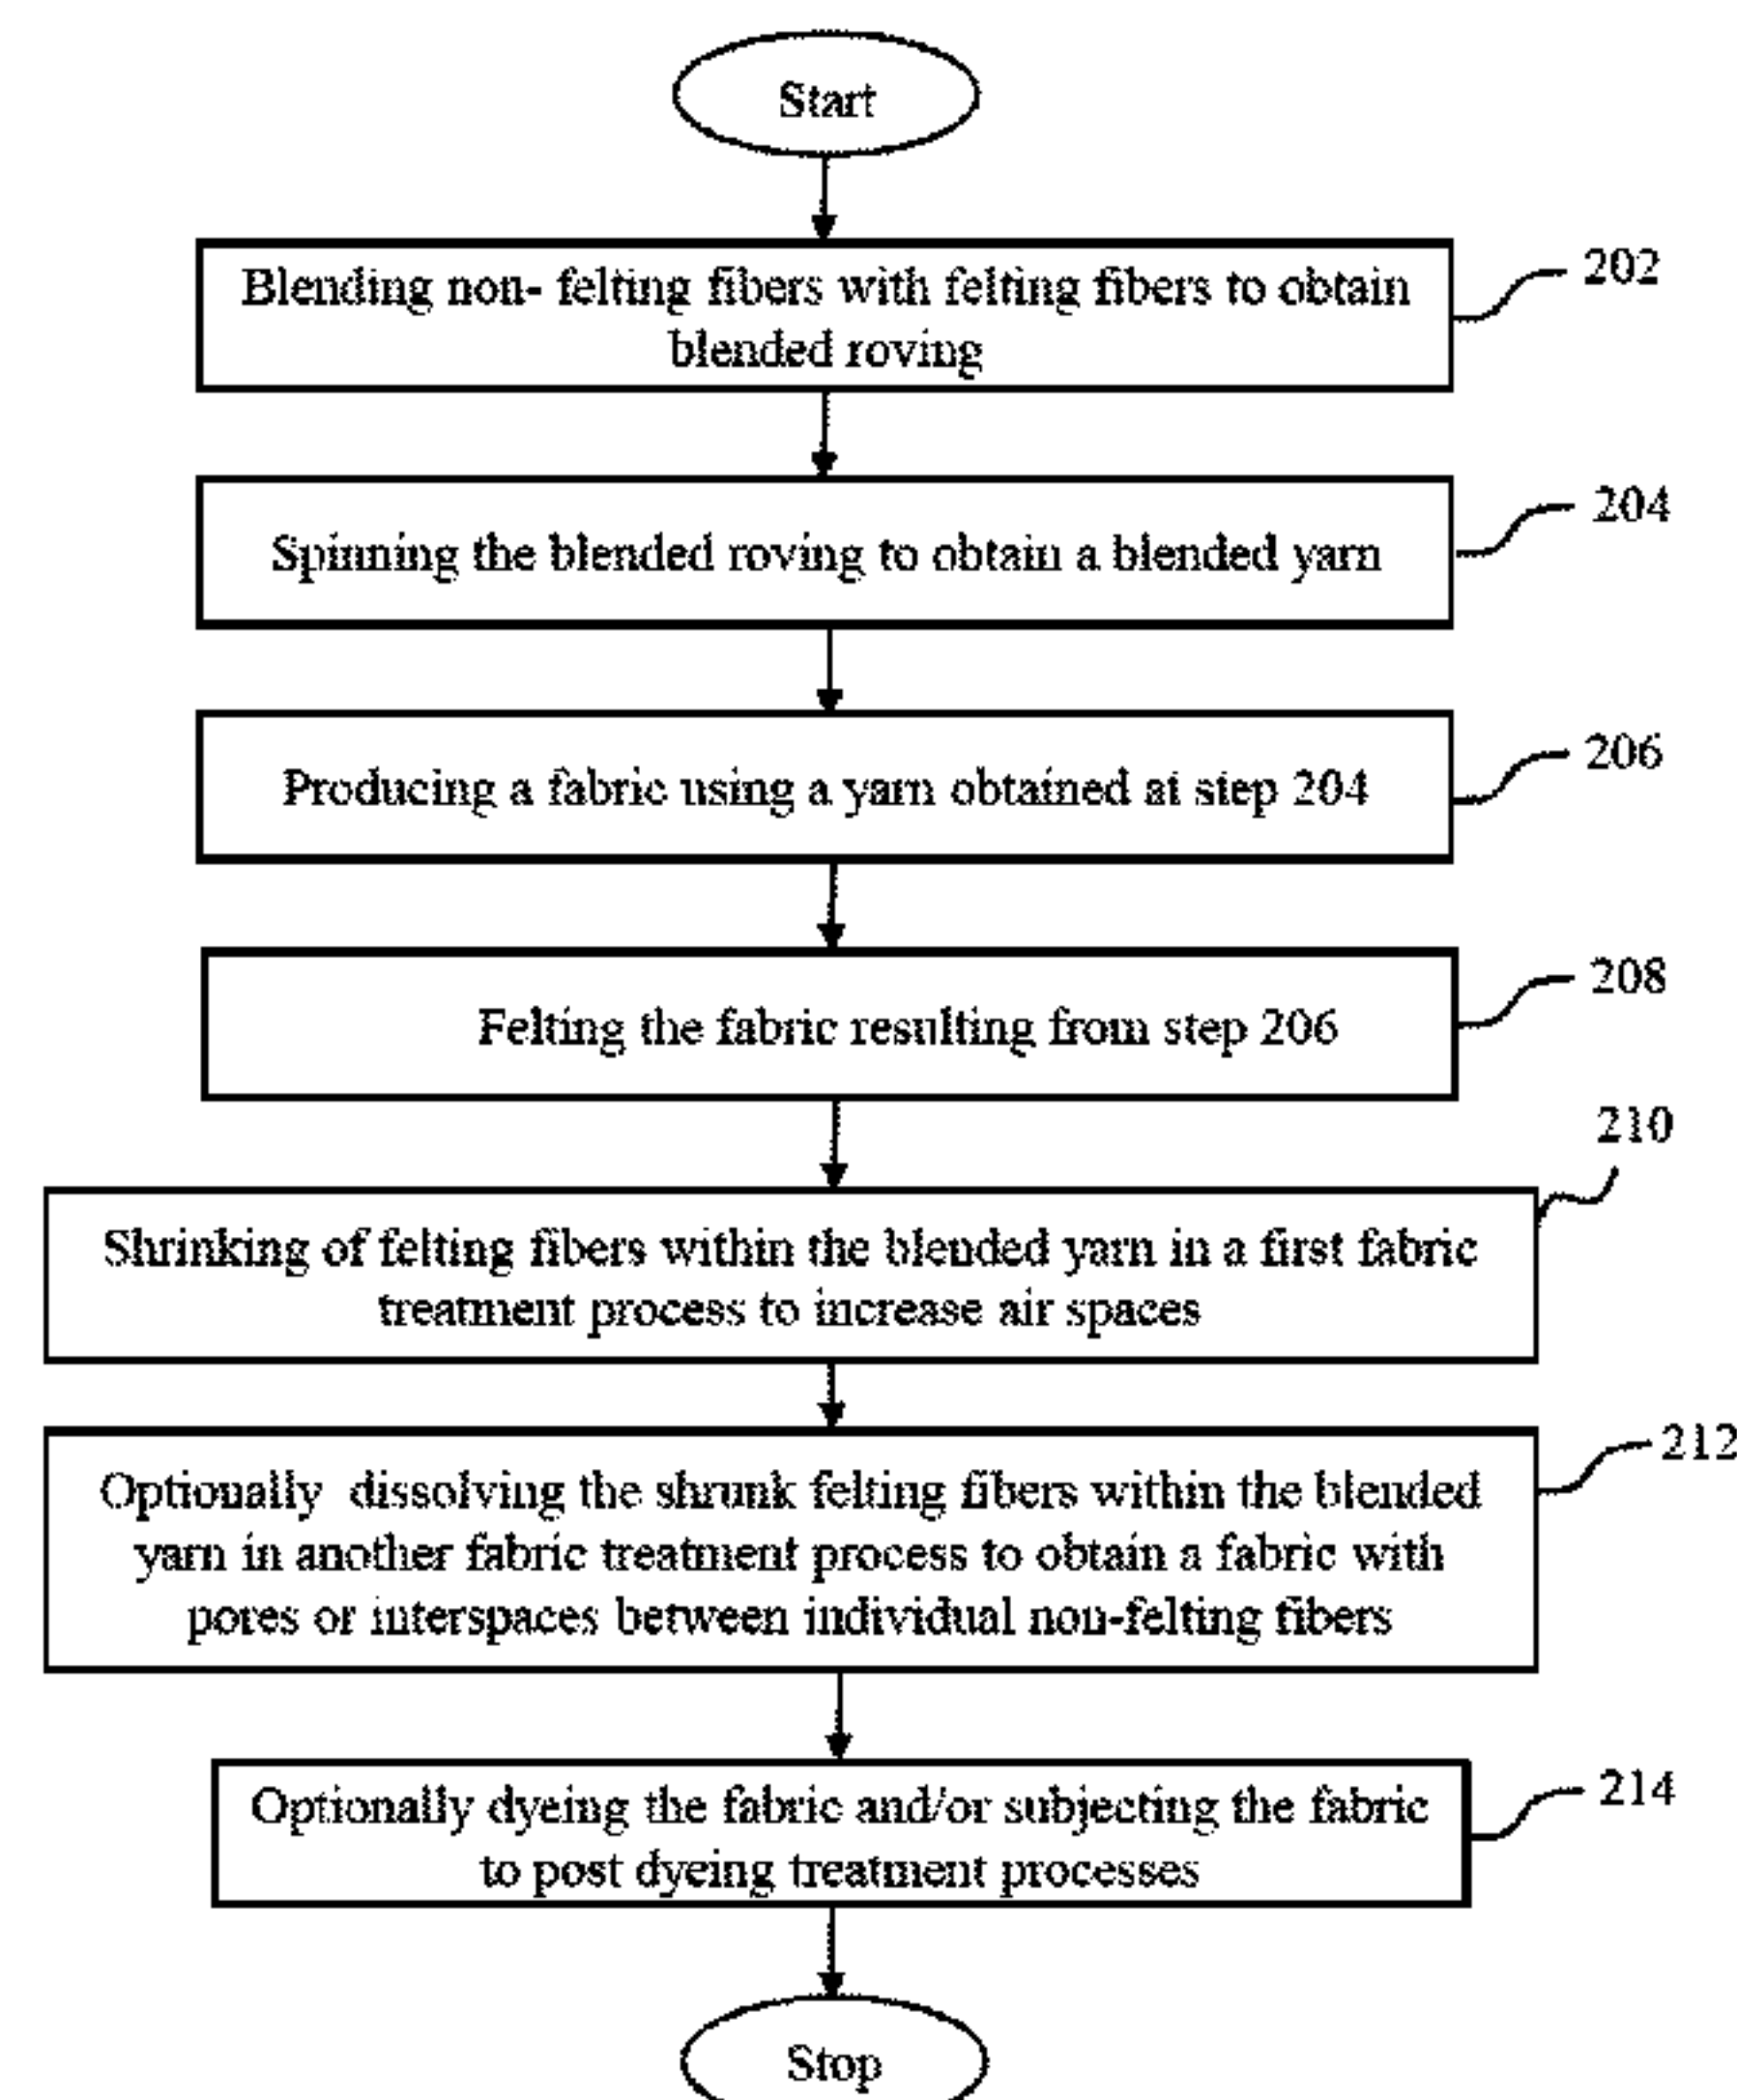 Start
Blending non- felting fibers with felting fibers to obtain
blended roving
202
Spinning the blended roving to obtain a blended yarn
204
Producing a fabric using a yarn obtained at step 204
206
Felting the fabric resulting from step 206
208
210
Shrinking of felting fibers within the blended yarn in a first fabric
treatment process to increase air spaces
212
Optionally dissolving the shrunk felting fibers within the blended
yarn in another fabric treatment process to obtain a fabric with
pores or interspaces between individual non-felting fibers
214
Optionally dyeing the fabric and/or subjecting the fabric
to post dyeing treatment processes
Stop